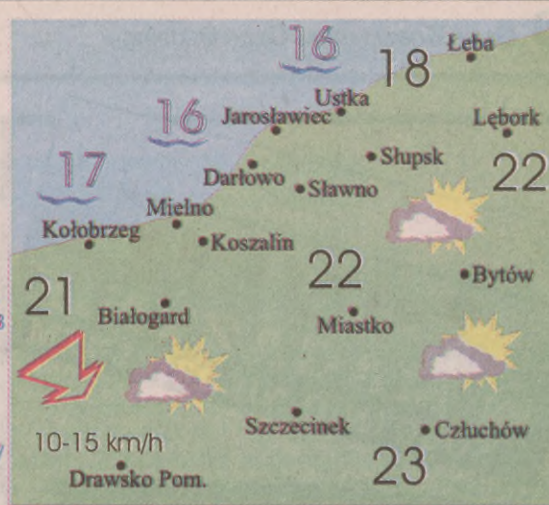 16
Łeba
18
Ustka
16
Jarosławiec
Lębork
Słupsk
22
17
Darłowo
Sławno
Mielno
Kołobrzeg
Koszalin
22
Bytów
21
Białogard
Miastko
Szczecinek
Człuchów
10-15 km/h
23
Drawsko Pom.